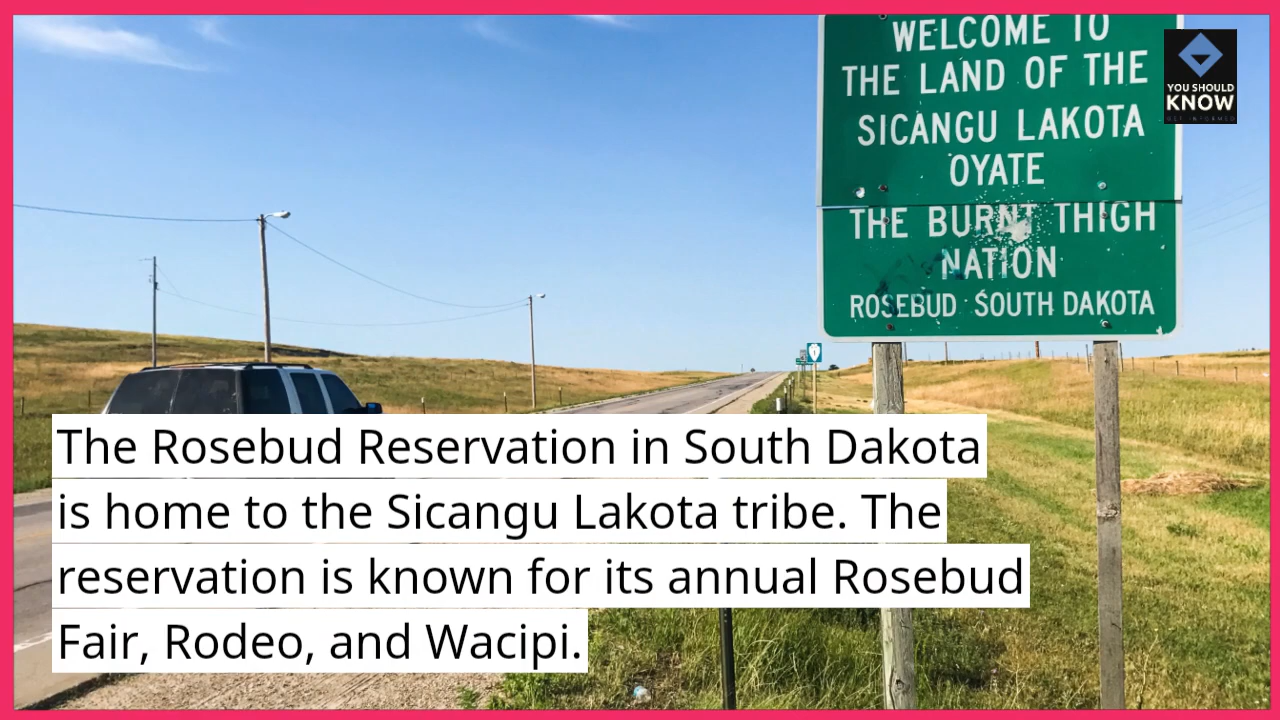 WELCOME TO
THE LAND OF THE
SICANGU LAKOTA
OYATE
THE BURNT THIGH
NATION
ROSEBUD SOUTH DAKOTA
YOU SHOULD
KNOW
GET INFORMED
The Rosebud Reservation in South Dakota
is home to the Sicangu Lakota tribe. The
reservation is known for its annual Rosebud
Fair, Rodeo, and Wacipi.